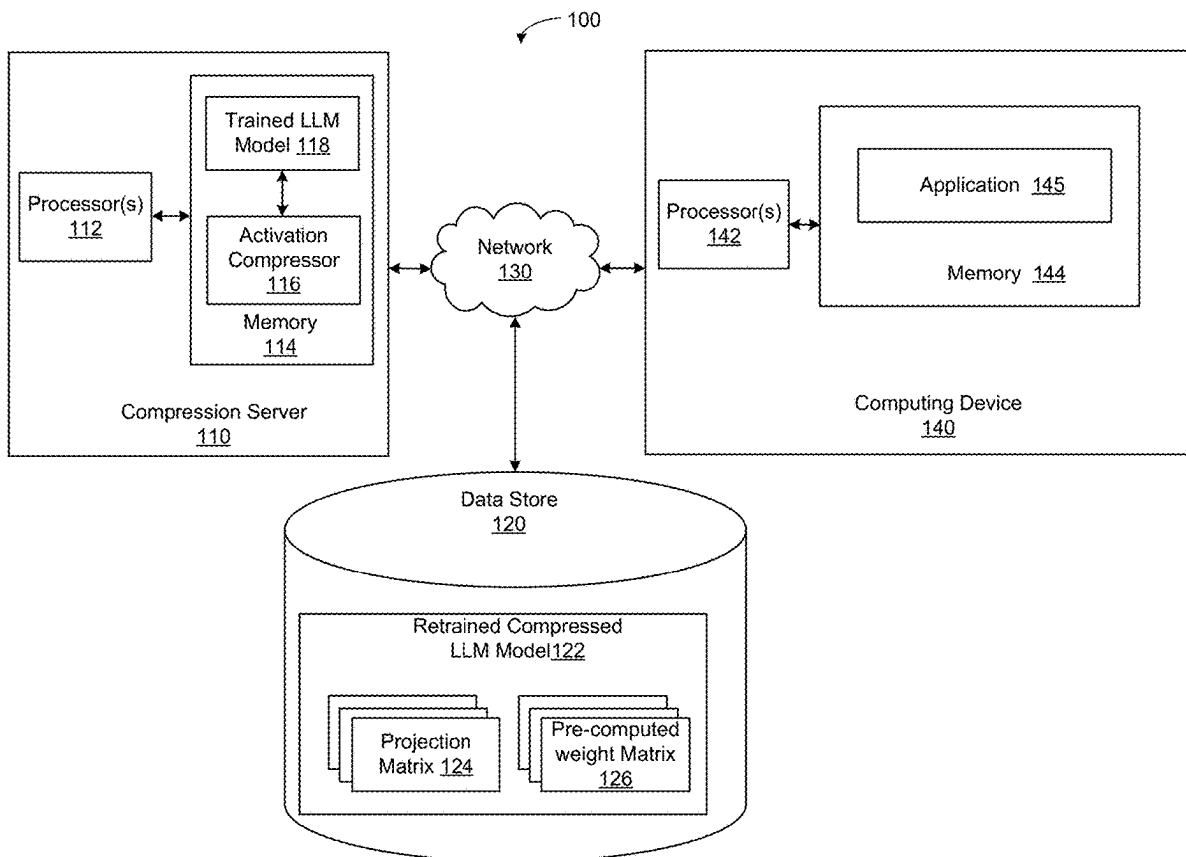 100
Trained LLM
Model 118
Processor(s)
112
Activation
Compressor
116
Memory
114
Compression Server
110
Network
130
Application 145
Processor(s)
142
Memory 144
Computing Device
140
Data Store
120
Retrained Compressed
LLM Model122
Projection
Matrix 124
Pre-computed
weight Matrix
126